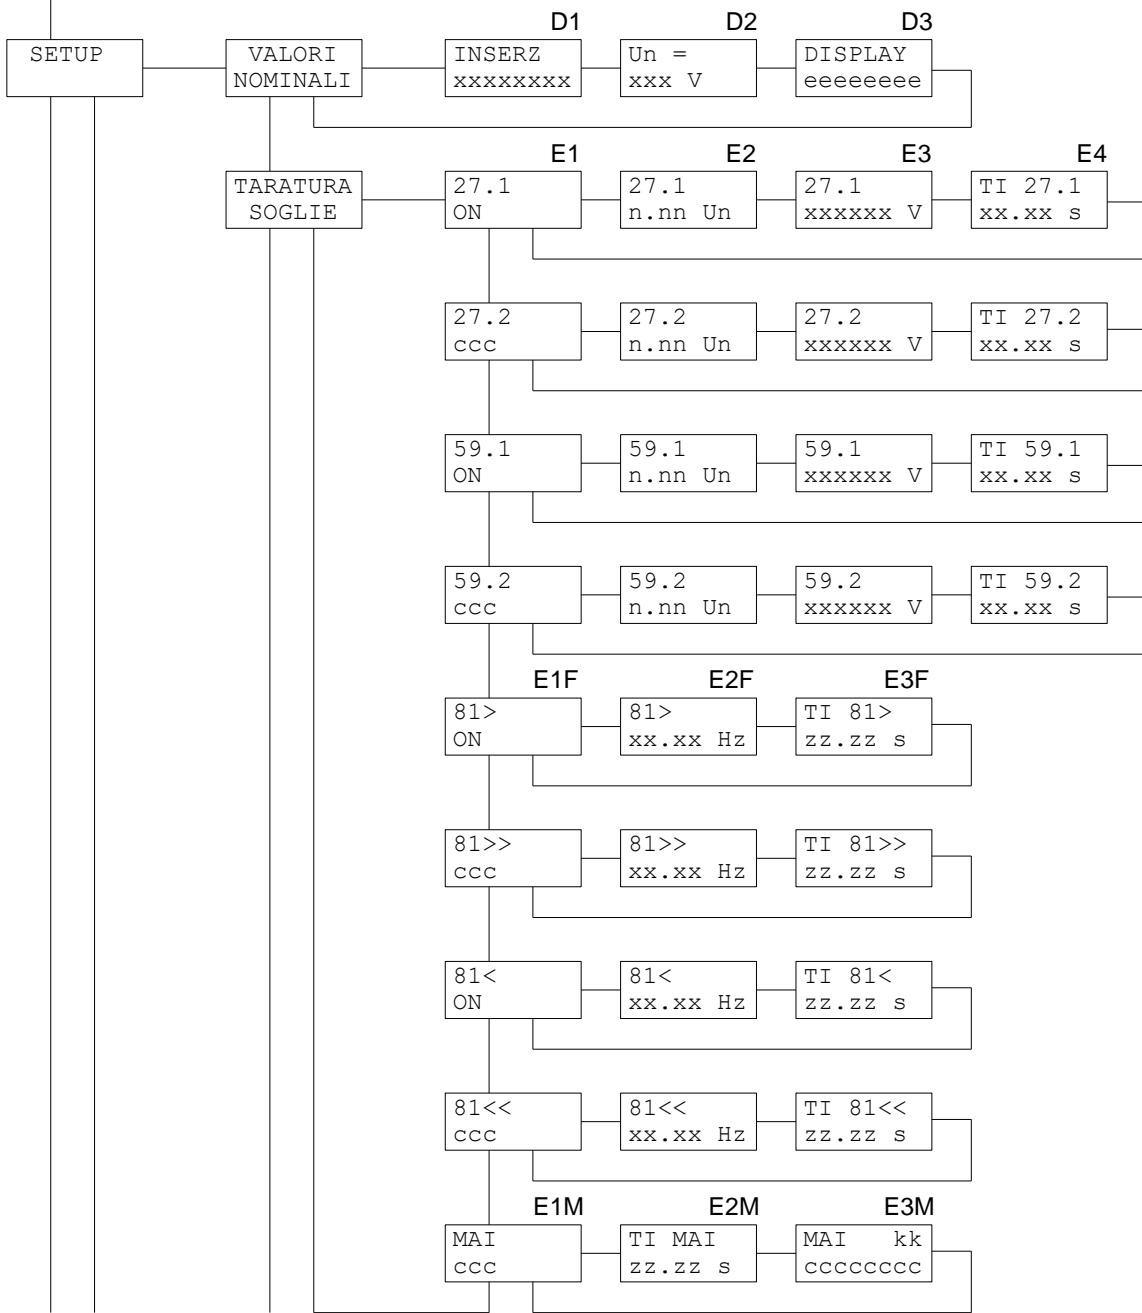 D1 D2 D3
SETUP VALORI INSERZ Un = DISPLAY
NOMINALI xxxxxxxx xxx V eeeeeeee
E1 E2 E3 E4
TARATURA 27.1 27.1 27.1 TI 27.1
SOGLIE ON n.nn Un xxxxxx V xx.xx s
27.2 27.2 27.2 TI 27.2
ccc n.nn Un xxxxxx V xx.xx s
59.1 59.1 59.1 TI 59.1
ON n.nn Un xxxxxx V xx.xx s
59.2 59.2 59.2 TI 59.2
ccc n.nn Un xxxxxx V xx.xx s
E1F E2F E3F
81> 81> TI 81>
ON xx.xx Hz zz.zz s
81>> 81>> TI 81>>
ccc xx.xx Hz zz.zz s
81< 81< TI 81<
ON xx.xx Hz zz.zz s
81<< 81<< TI 81<<
ccc xx.xx Hz zz.zz s
E1M E2M E3M
MAI TI MAI MAI kk
ccc zz.zz s cccccccc